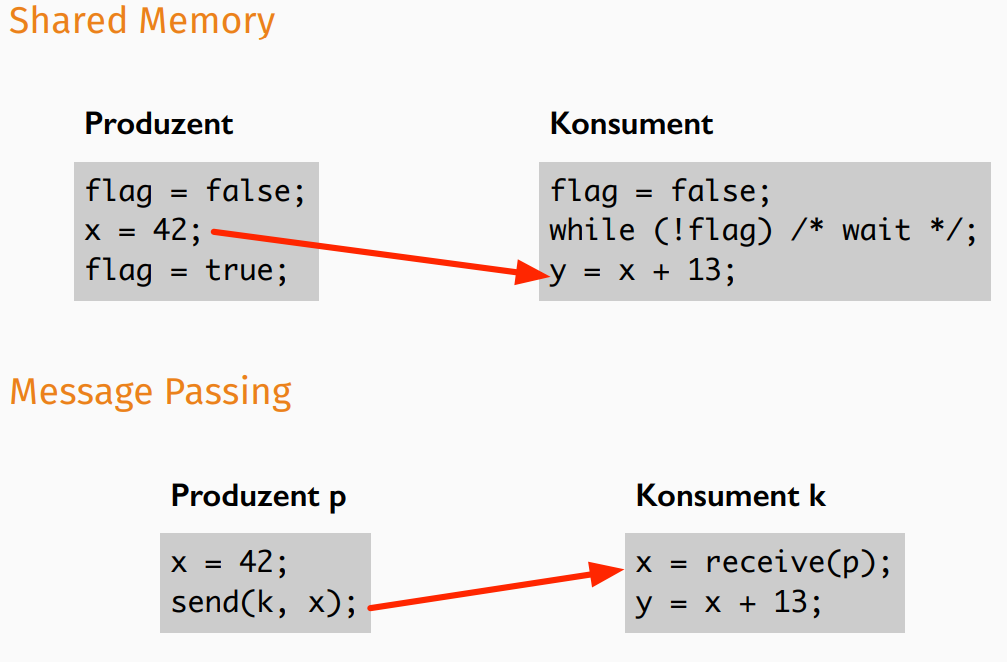 Shared Memory
Produzent
flag = false;
x = 42;
flag = true;
Konsument
flag = false;
while (!flag) /* wait */;
y = x + 13;
Message Passing
Produzent p
x = 42;
send(k, x);
Konsument k
x = receive(p);
y = x + 13;